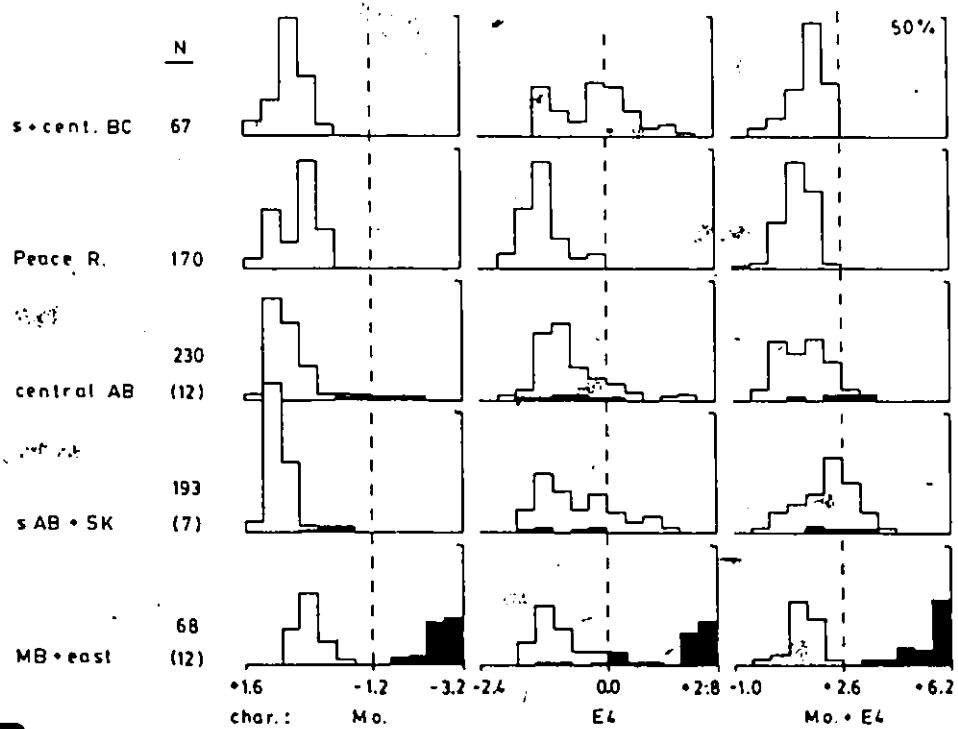 N
50%
s+cent. BC 67
Peace R. 170
230
central AB (12)
193
s AB + SK (7)
68
MB+east (12)
+1.6 -1.2 -3.2 -2.4 0.0 +2.8 -1.0 +2.6 +6.2
char.: Mo. E4 Mo. + E4